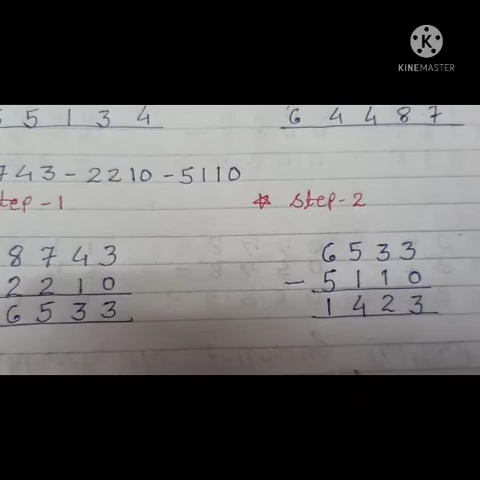 K
KINEMASTER
5 1 3 4
6 4 4 8 7
743-2210-5110
tep-1
* Step-2
8 7 4 3
2 2 1 0
6 5 3 3
6 5 3 3
- 5 1 1 0
1 4 2 3